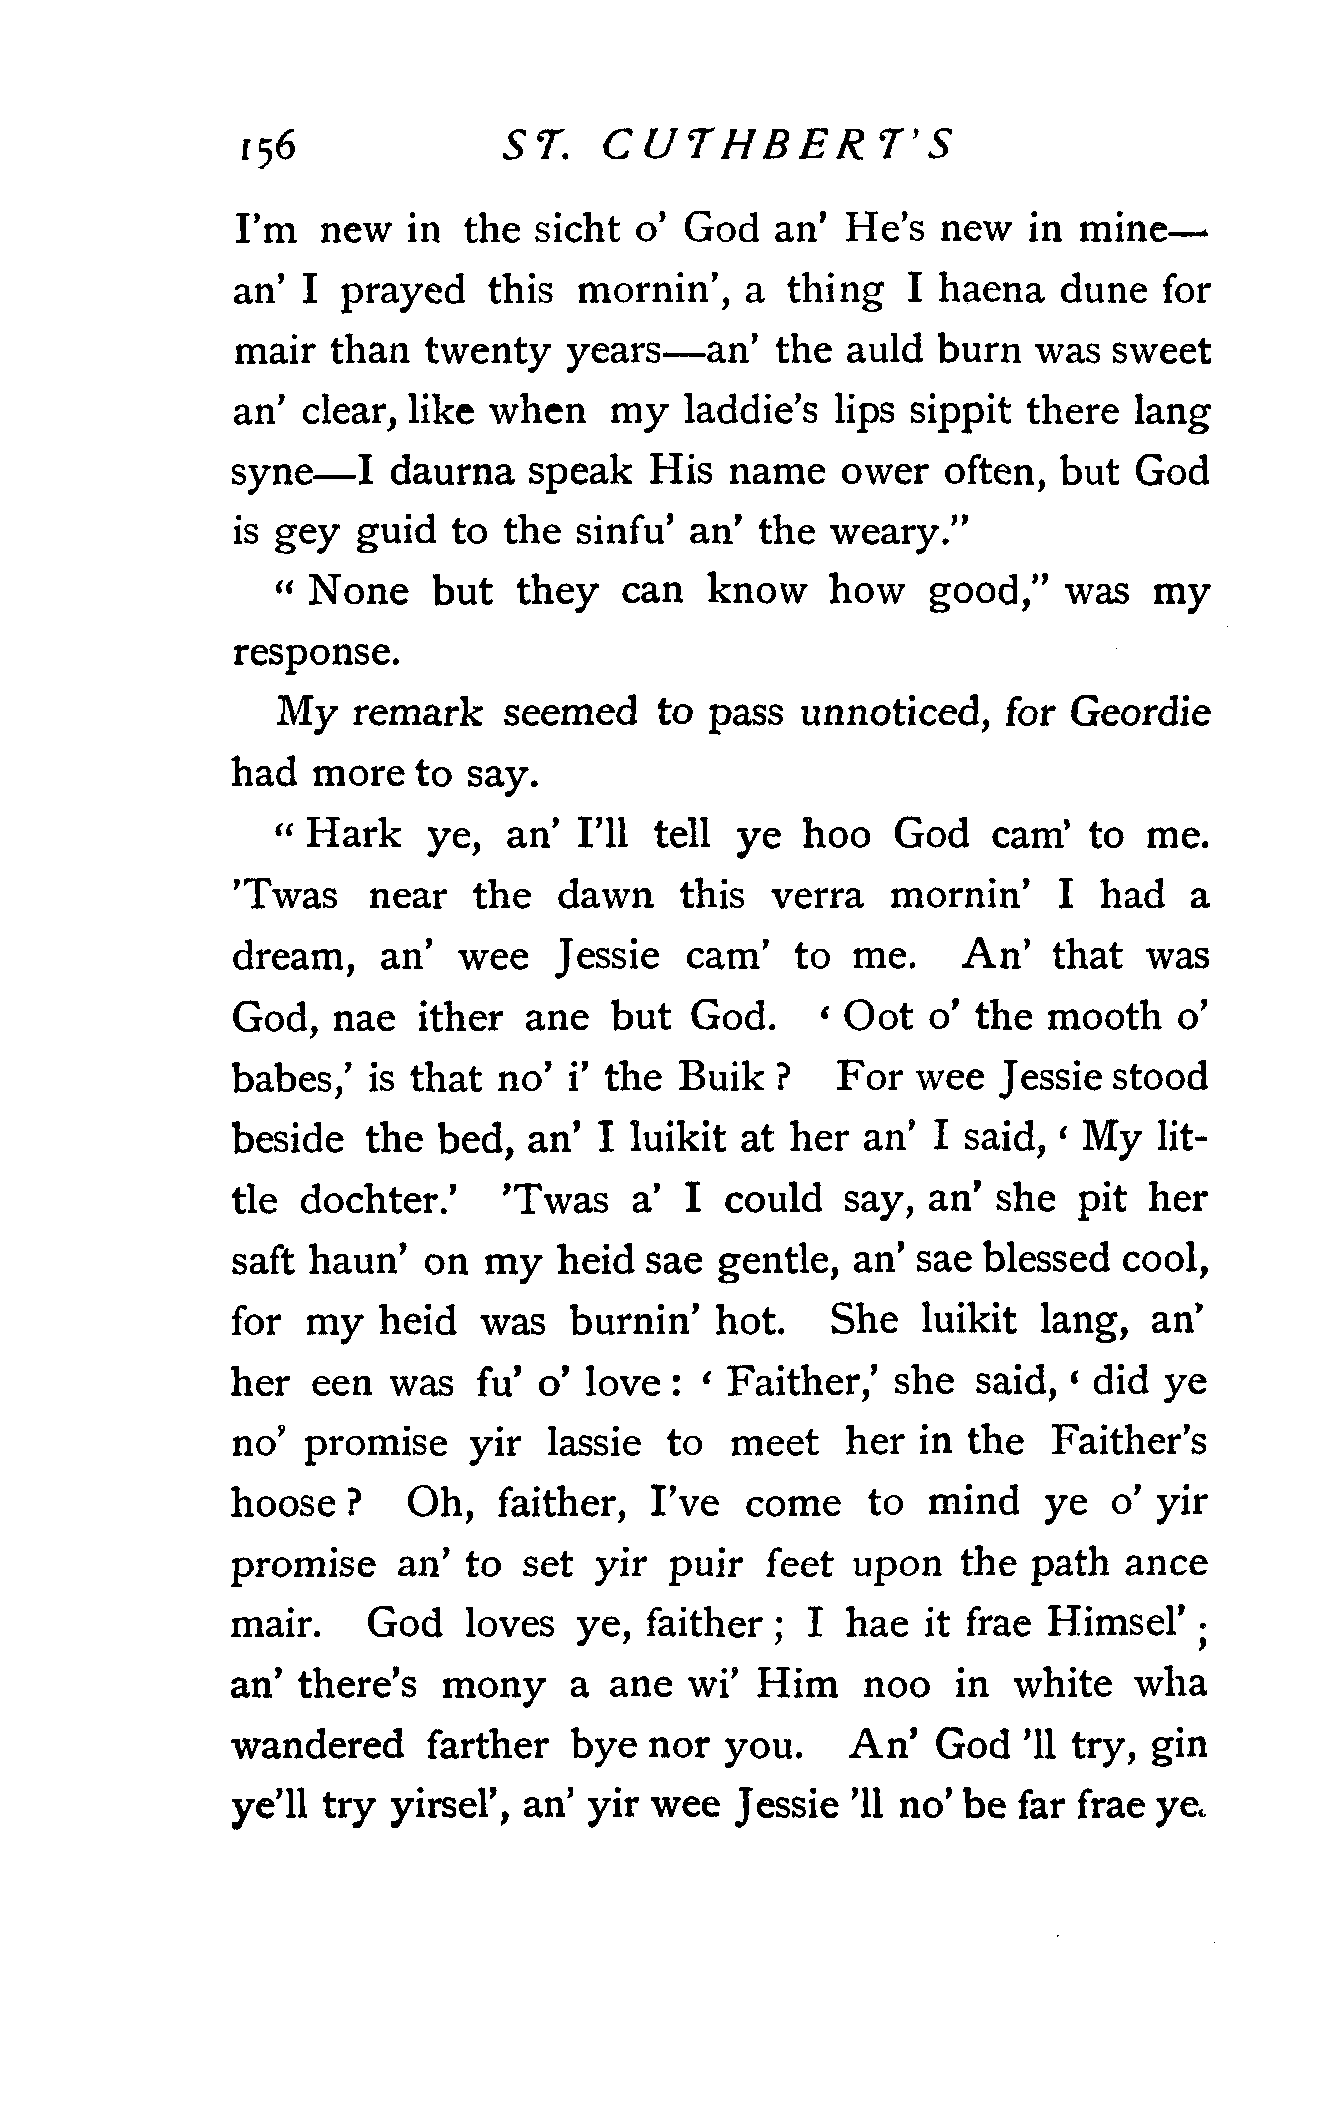 156 ST. CUTHBERT'S
I'm new in the sicht o' God an' He's new in mine—
an' I prayed this mornin', a thing I haena dune for
mair than twenty years—an' the auld burn was sweet
an' clear, like when my laddie's lips sippit there lang
syne—I daurna speak His name ower often, but God
is gey guid to the sinfu' an' the weary."
" None but they can know how good," was my
response.
My remark seemed to pass unnoticed, for Geordie
had more to say.
" Hark ye, an' I'll tell ye hoo God cam' to me.
'Twas near the dawn this verra mornin' I had a
dream, an' wee Jessie cam' to me. An' that was
God, nae ither ane but God. ' Oot o' the mooth o'
babes,' is that no' i' the Buik ? For wee Jessie stood
beside the bed, an' I luikit at her an' I said, ' My lit-
tle dochter.' 'Twas a' I could say, an' she pit her
saft haun' on my heid sae gentle, an' sae blessed cool,
for my heid was burnin' hot. She luikit lang, an'
her een was fu' o' love : ' Faither,' she said, ' did ye
no' promise yir lassie to meet her in the Faither's
hoose ? Oh, faither, I've come to mind ye o' yir
promise an' to set yir puir feet upon the path ance
mair. God loves ye, faither ; I hae it frae Himsel' ;
an' there's mony a ane wi' Him noo in white wha
wandered farther bye nor you. An' God 'll try, gin
ye'll try yirsel', an' yir wee Jessie 'll no' be far frae ye.